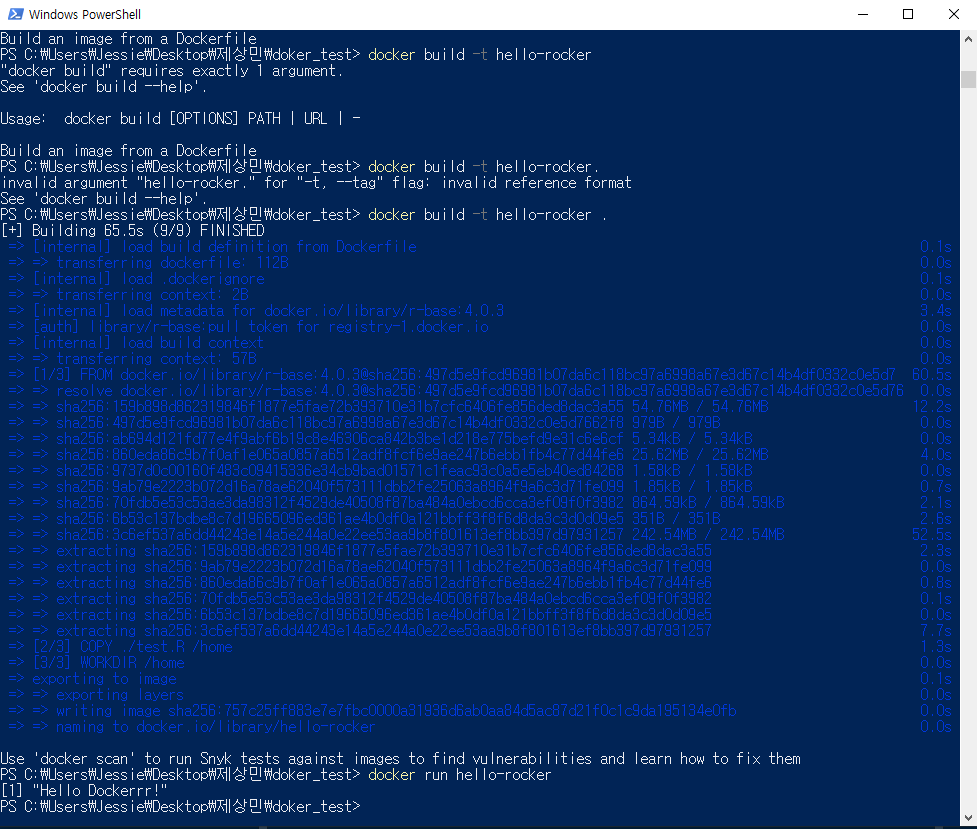 Windows PowerShell
Build an image from a Dockerfile
PS C:₩Users₩Jessie₩Desktop₩제상민₩doker_test> docker build -t hello-rocker
"docker build" requires exactly 1 argument.
See 'docker build --help'.
Usage:  docker build [OPTIONS] PATH | URL | -
Build an image from a Dockerfile
PS C:₩Users₩Jessie₩Desktop₩제상민₩doker_test> docker build -t hello-rocker.
invalid argument "hello-rocker." for "-t, --tag" flag: invalid reference format
See 'docker build --help'.
PS C:₩Users₩Jessie₩Desktop₩제상민₩doker_test> docker build -t hello-rocker .
[+] Building 65.5s (9/9) FINISHED
=> [internal] load build definition from Dockerfile 0.1s
=> => transferring dockerfile: 112B 0.0s
=> [internal] load .dockerignore 0.1s
=> => transferring context: 2B 0.0s
=> [internal] load metadata for docker.io/library/r-base:4.0.3 3.4s
=> [auth] library/r-base:pull token for registry-1.docker.io 0.0s
=> [internal] load build context 0.0s
=> => transferring context: 57B 0.0s
=> [1/3] FROM docker.io/library/r-base:4.0.3@sha256:497d5e9fcd96981b07da6c118bc97a6998a67e3d67c14b4df0332c0e5d7 60.5s
=> => resolve docker.io/library/r-base:4.0.3@sha256:497d5e9fcd96981b07da6c118bc97a6998a67e3d67c14b4df0332c0e5d76 0.0s
=> => sha256:159b898d862319846f1877e5fae72b393710e31b7cfc6406fe856ded8dac3a55 54.76MB / 54.76MB 12.2s
=> => sha256:497d5e9fcd96981b07da6c118bc97a6998a67e3d67c14b4df0332c0e5d7662f8 979B / 979B 0.0s
=> => sha256:ab694d121fd77e4f9abf6b19c8e46306ca842b3be1d218e775befd9e31c6e6cf 5.34kB / 5.34kB 0.0s
=> => sha256:860eda86c9b7f0af1e065a0857a6512adf8fcf6e9ae247b6ebb1fb4c77d44fe6 25.62MB / 25.62MB 4.0s
=> => sha256:9737d0c00160f483c09415336e34cb9bad01571c1feac93c0a5e5eb40ed84268 1.58kB / 1.58kB 0.0s
=> => sha256:9ab79e2223b072d16a78ae62040f573111dbb2fe25063a8964f9a6c3d71fe099 1.85kB / 1.85kB 0.7s
=> => sha256:70fdb5e53c53ae3da98312f4529de40508f87ba484a0ebcd6cca3ef09f0f3982 864.59kB / 864.59kB 2.1s
=> => sha256:6b53c137bdbe8c7d19665096ed361ae4b0df0a121bbff3f8f6d8da3c3d0d09e5 351B / 351B 2.6s
=> => sha256:3c6ef537a6dd44243e14a5e244a0e22ee53aa9b8f801613ef8bb397d97931257 242.54MB / 242.54MB 52.5s
=> => extracting sha256:159b898d862319846f1877e5fae72b393710e31b7cfc6406fe856ded8dac3a55 2.3s
=> => extracting sha256:9ab79e2223b072d16a78ae62040f573111dbb2fe25063a8964f9a6c3d71fe099 0.0s
=> => extracting sha256:860eda86c9b7f0af1e065a0857a6512adf8fcf6e9ae247b6ebb1fb4c77d44fe6 0.8s
=> => extracting sha256:70fdb5e53c53ae3da98312f4529de40508f87ba484a0ebcd6cca3ef09f0f3982 0.1s
=> => extracting sha256:6b53c137bdbe8c7d19665096ed361ae4b0df0a121bbff3f8f6d8da3c3d0d09e5 0.0s
=> => extracting sha256:3c6ef537a6dd44243e14a5e244a0e22ee53aa9b8f801613ef8bb397d97931257 7.7s
=> [2/3] COPY ./test.R /home 1.3s
=> [3/3] WORKDIR /home 0.0s
=> exporting to image 0.1s
=> => exporting layers 0.0s
=> => writing image sha256:757c25ff883e7e7fbc0000a31936d6ab0aa84d5ac87d21f0c1c9da195134e0fb 0.0s
=> => naming to docker.io/library/hello-rocker 0.0s
Use 'docker scan' to run Snyk tests against images to find vulnerabilities and learn how to fix them
PS C:₩Users₩Jessie₩Desktop₩제상민₩doker_test> docker run hello-rocker
[1] "Hello Dockerrr!"
PS C:₩Users₩Jessie₩Desktop₩제상민₩doker_test>